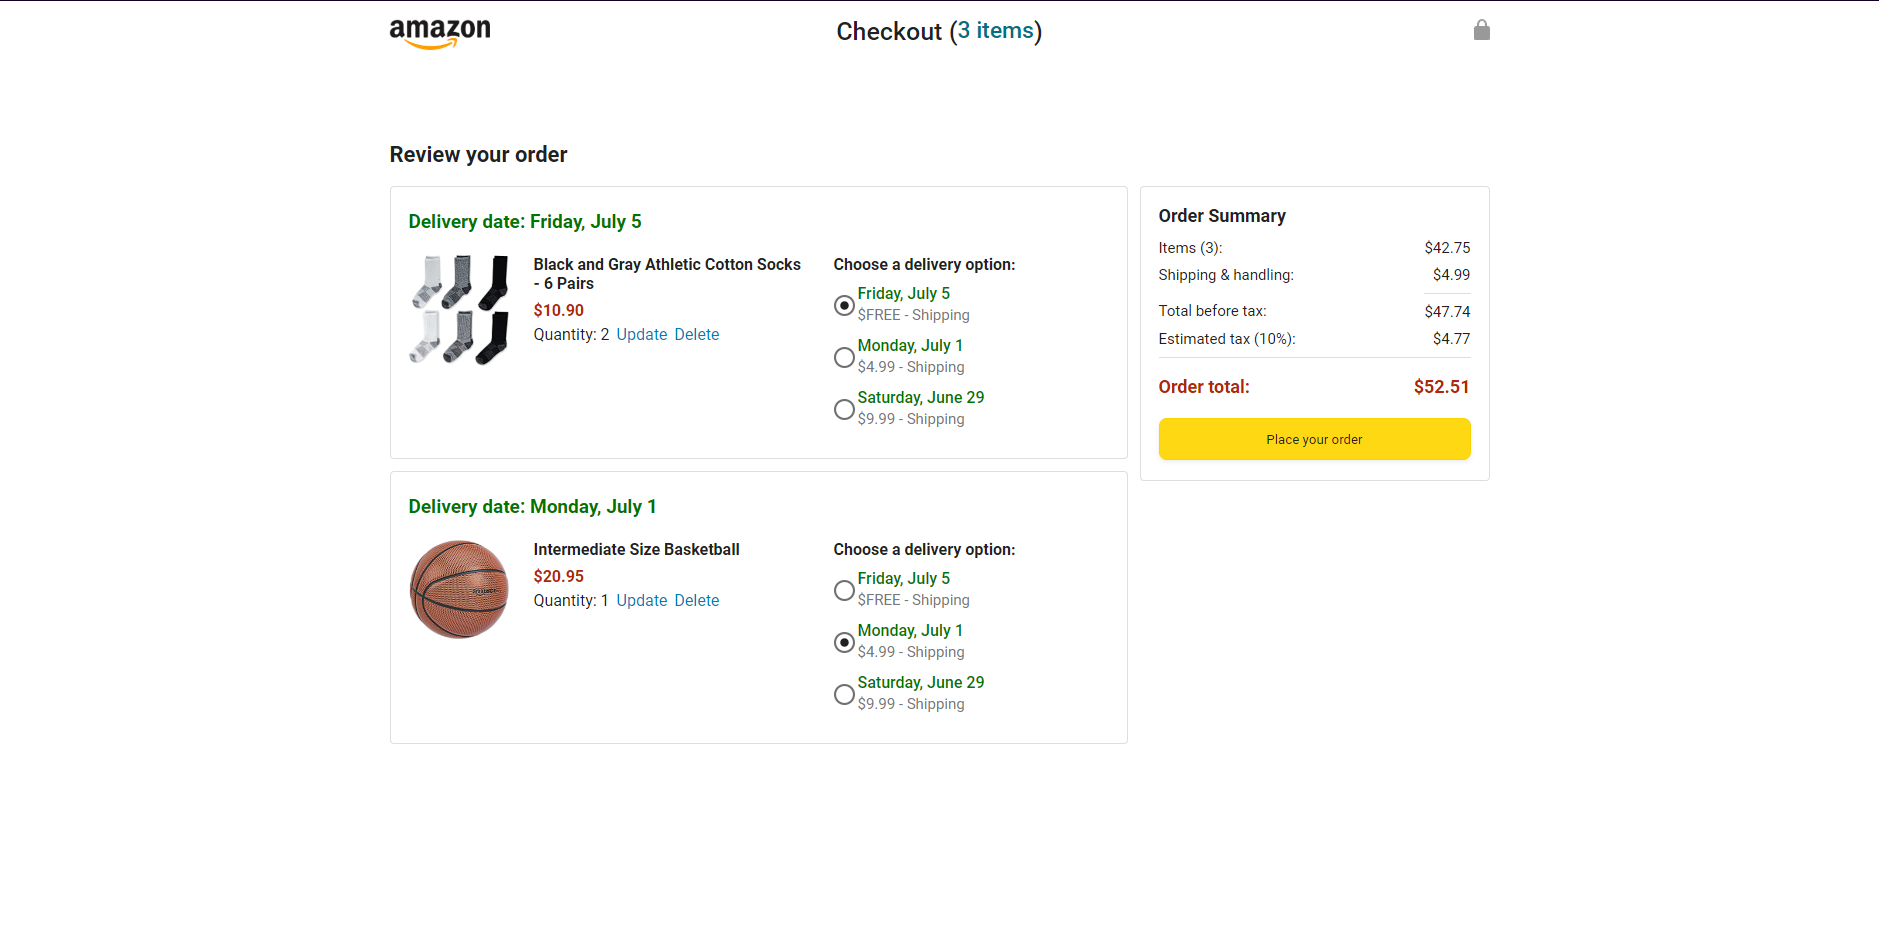 amazon
Checkout (3 items)
Review your order
Delivery date: Friday, July 5
Black and Gray Athletic Cotton Socks
- 6 Pairs
$10.90
Quantity: 2 Update Delete
Choose a delivery option:
Friday, July 5
$FREE - Shipping
Monday, July 1
$4.99 - Shipping
Saturday, June 29
$9.99 - Shipping
Delivery date: Monday, July 1
Intermediate Size Basketball
$20.95
Quantity: 1 Update Delete
Choose a delivery option:
Friday, July 5
$FREE - Shipping
Monday, July 1
$4.99 - Shipping
Saturday, June 29
$9.99 - Shipping
Order Summary
Items (3): $42.75
Shipping & handling: $4.99
Total before tax: $47.74
Estimated tax (10%): $4.77
Order total: $52.51
Place your order